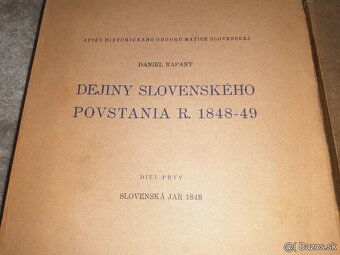 SPISY HISTORICKÉHO ODBORU MATICE SLOVENSKEJ
DANIEL RAPANT
DEJINY SLOVENSKÉHO
POVSTANIA R. 1848-49
DIEL PRVÝ
SLOVENSKÁ JAR 1848
Bazos.sk